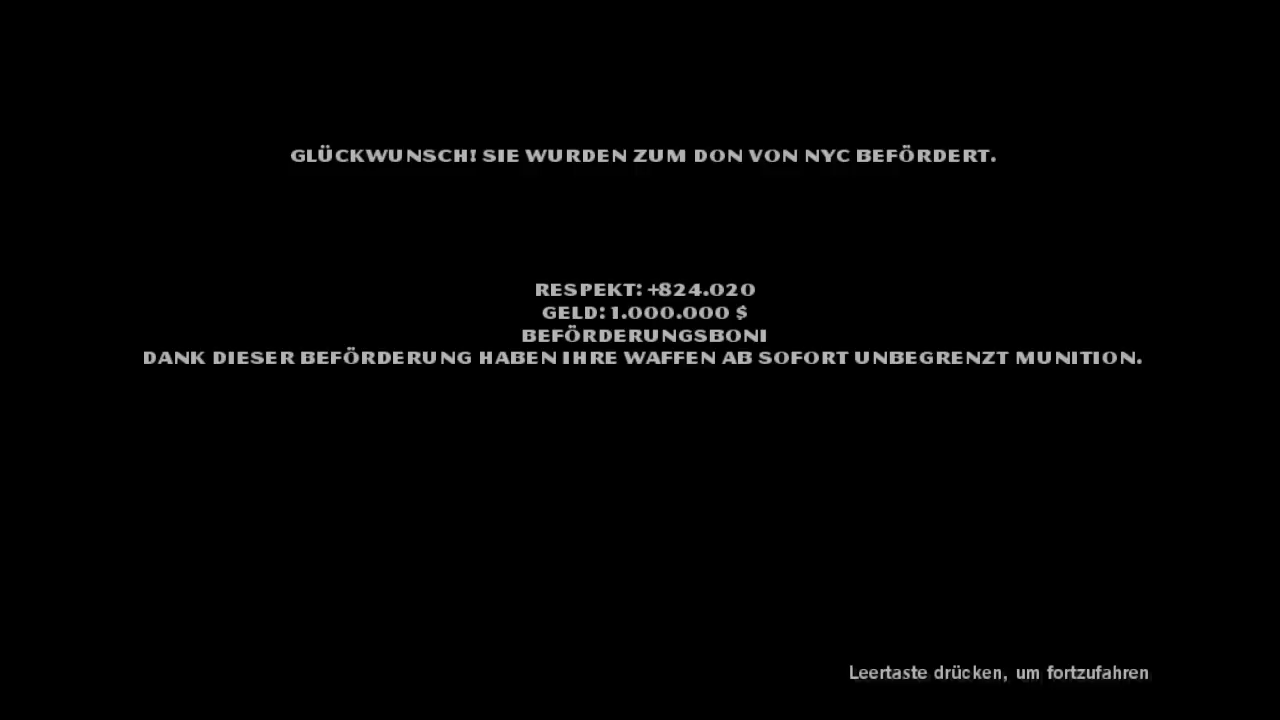 GLÜCKWUNSCH! SIE WURDEN ZUM DON VON NYC BEFÖRDERT.
RESPEKT: +824.020
GELD: 1.000.000 $
BEFÖRDERUNGSBONI
DANK DIESER BEFÖRDERUNG HABEN IHRE WAFFEN AB SOFORT UNBEGRENZT MUNITION.
Leertaste drücken, um fortzufahren